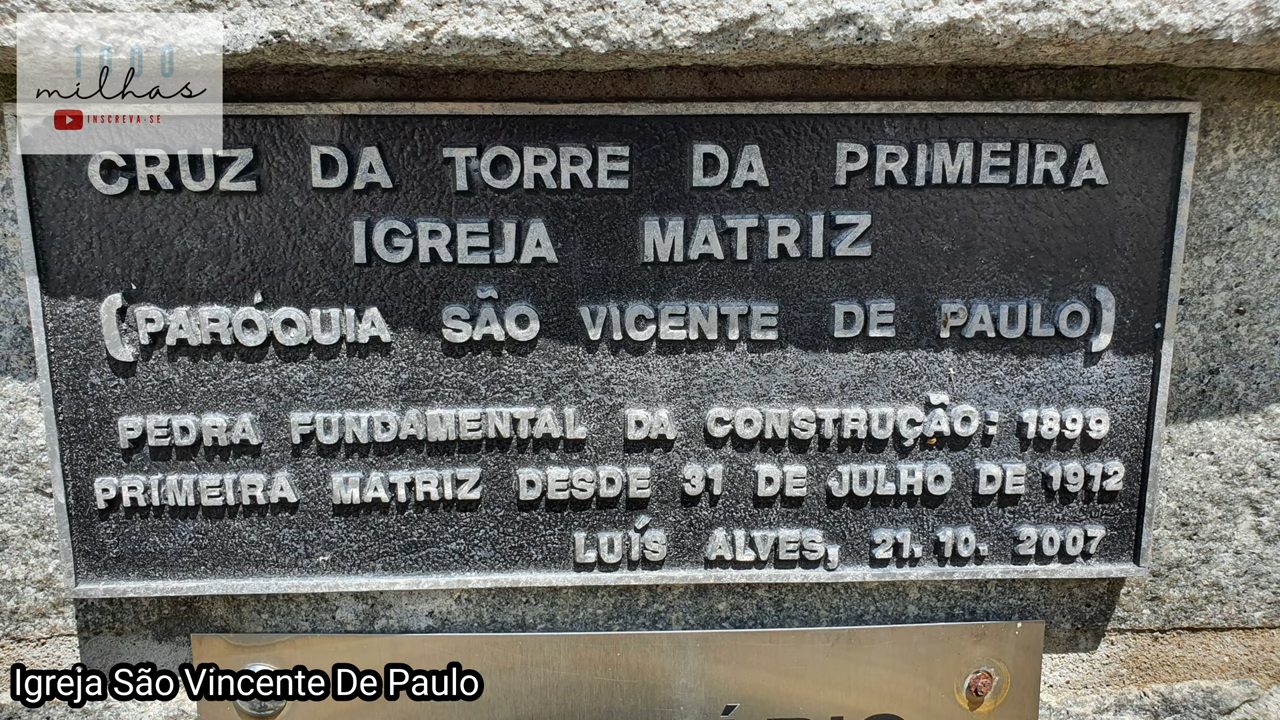 1000
milhas
INSCREVA-SE
CRUZ DA TORRE DA PRIMEIRA
IGREJA MATRIZ
(PARÓQUIA SÃO VICENTE DE PAULO)
PEDRA FUNDAMENTAL DA CONSTRUÇÃO: 1899
PRIMEIRA MATRIZ DESDE 31 DE JULHO DE 1912
LUÍS ALVES, 21. 10. 2007
Igreja São Vincente De Paulo